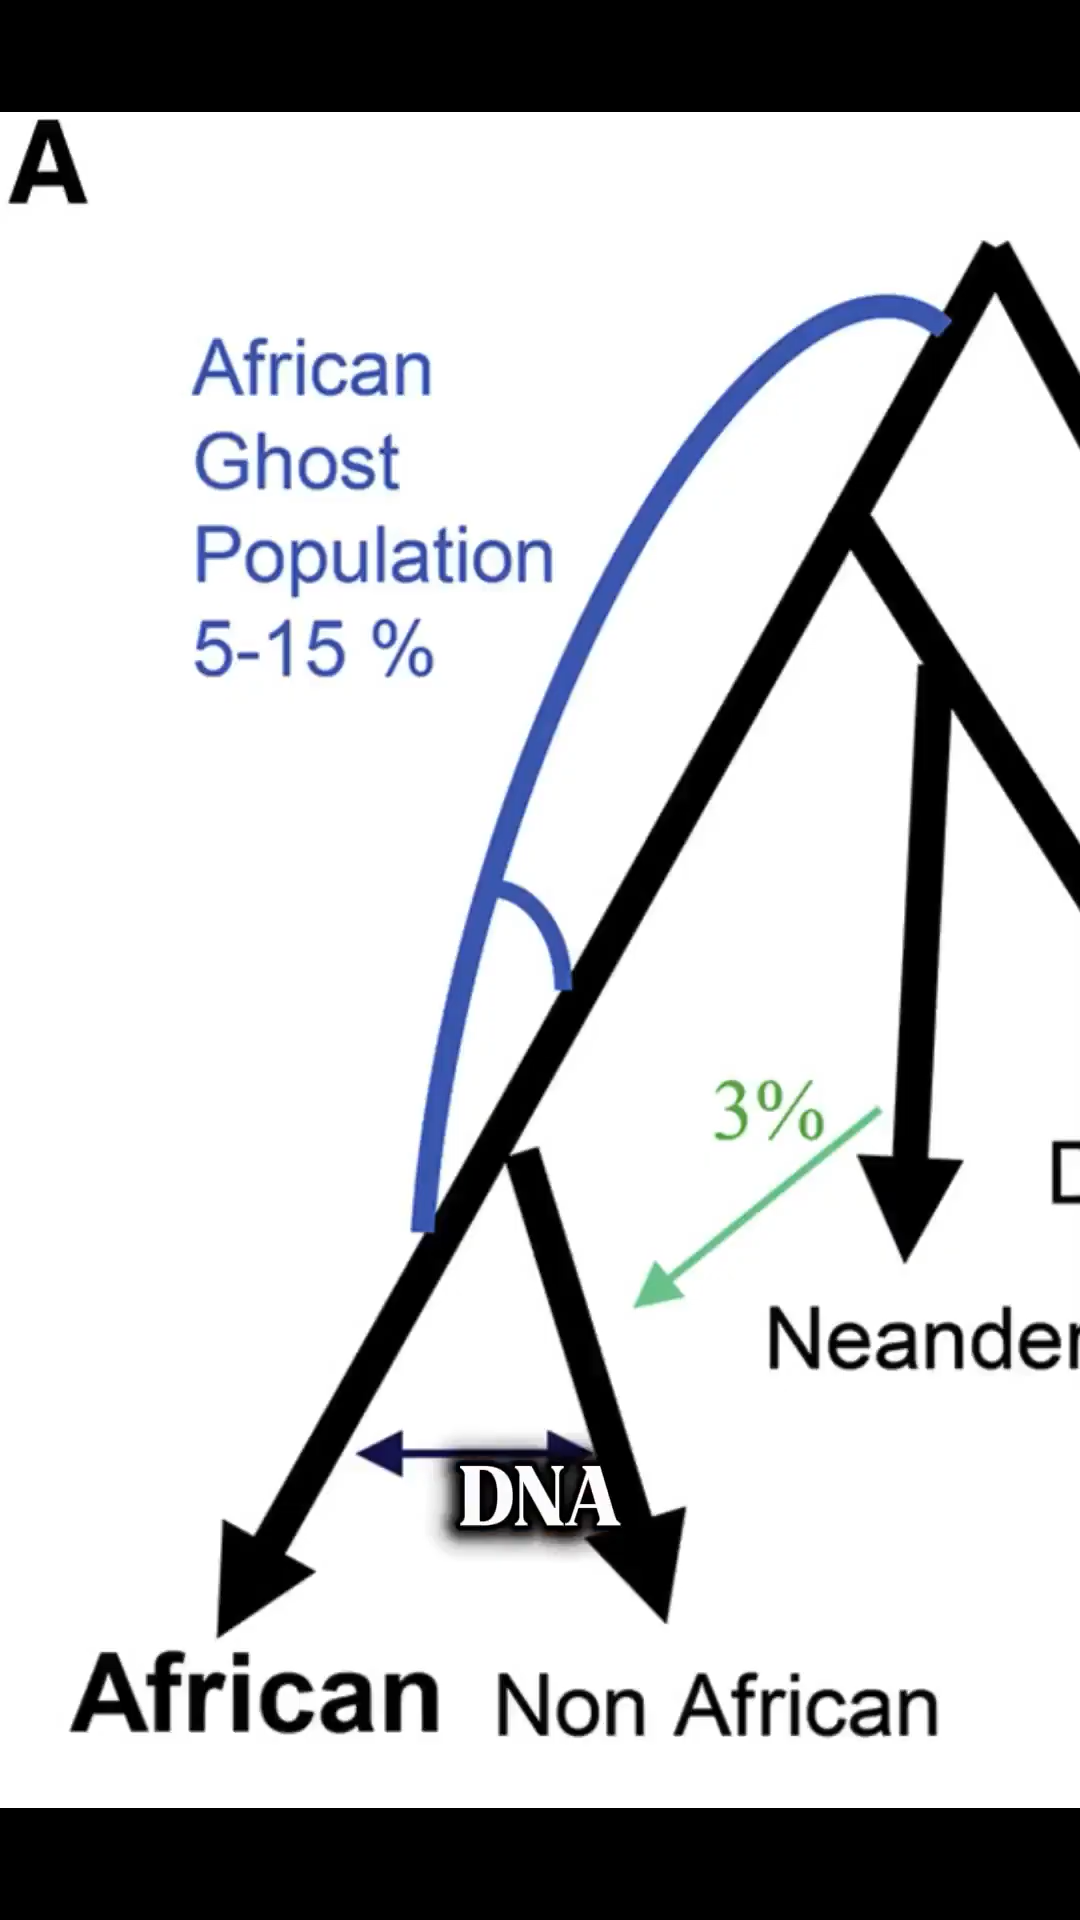 A
African
Ghost
Population
5-15 %
3%
Neander
DNA
African Non African